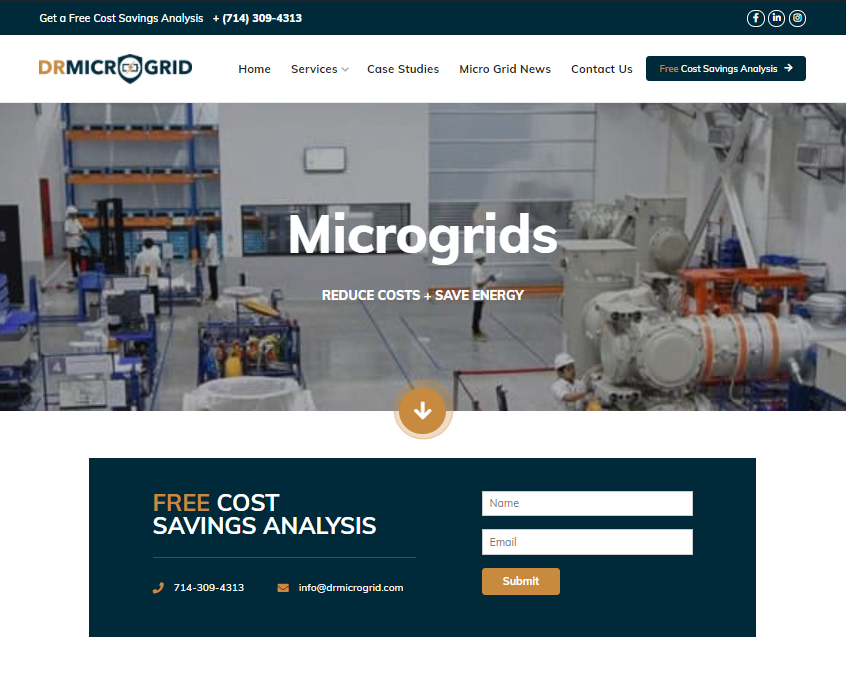 Get a Free Cost Savings Analysis + (714) 309-4313
DRMICROGRID
Home Services Case Studies Micro Grid News Contact Us Free Cost Savings Analysis
Microgrids
REDUCE COSTS + SAVE ENERGY
4
FREE COST
SAVINGS ANALYSIS
714-309-4313 info@drmicrogrid.com
Name
Email
Submit